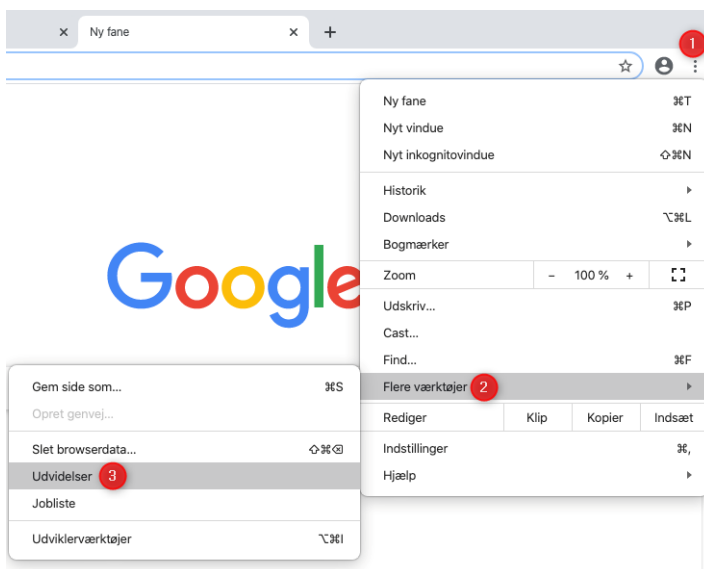 Ny fane
1
Ny fane ⌘T
Nyt vindue ⌘N
Nyt inkognitovindue ⇧⌘N
Historik
Downloads ⌥⌘L
Bogmærker
Zoom - 100 % +
Google
Udskriv... ⌘P
Cast...
Find... ⌘F
Flere værktøjer 2
Rediger Klip Kopier Indsæt
Indstillinger ⌘,
Hjælp
Gem side som... ⌘S
Opret genvej...
Slet browserdata... ⇧⌘⌫
Udvidelser 3
Jobliste
Udviklerværktøjer ⌥⌘I